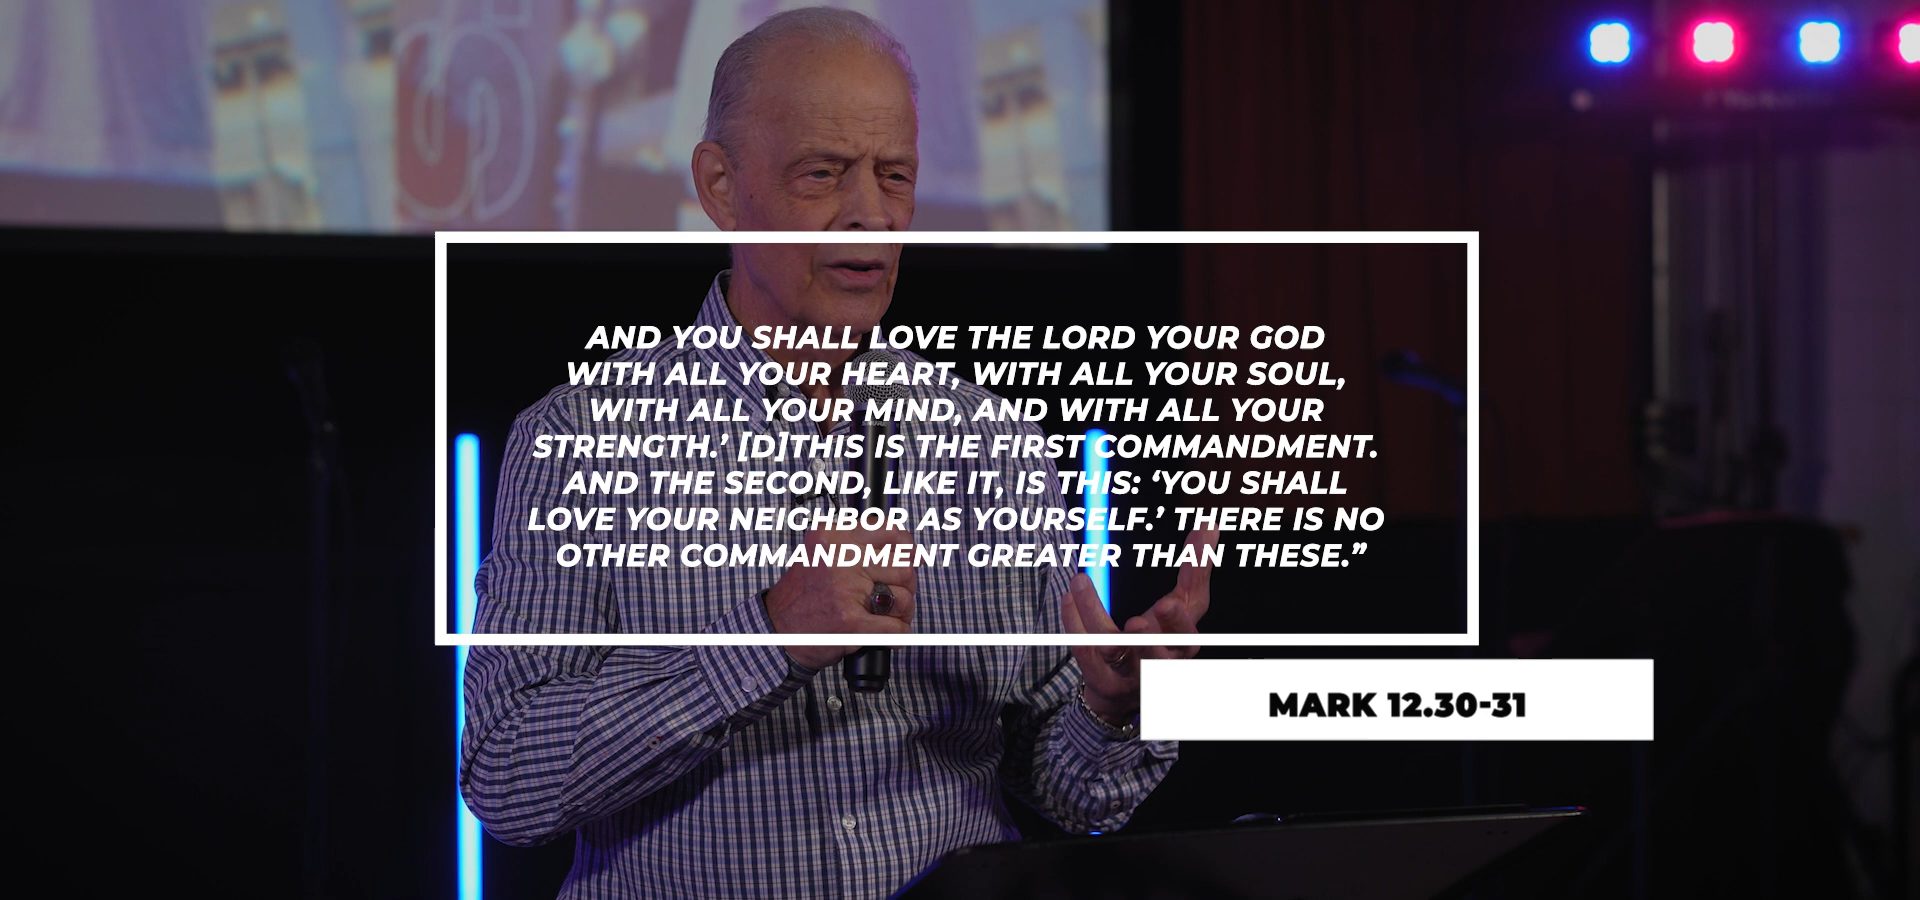 AND YOU SHALL LOVE THE LORD YOUR GOD
WITH ALL YOUR HEART, WITH ALL YOUR SOUL,
WITH ALL YOUR MIND, AND WITH ALL YOUR
STRENGTH.’ [D]THIS IS THE FIRST COMMANDMENT.
AND THE SECOND, LIKE IT, IS THIS: ‘YOU SHALL
LOVE YOUR NEIGHBOR AS YOURSELF.’ THERE IS NO
OTHER COMMANDMENT GREATER THAN THESE.”
MARK 12.30-31